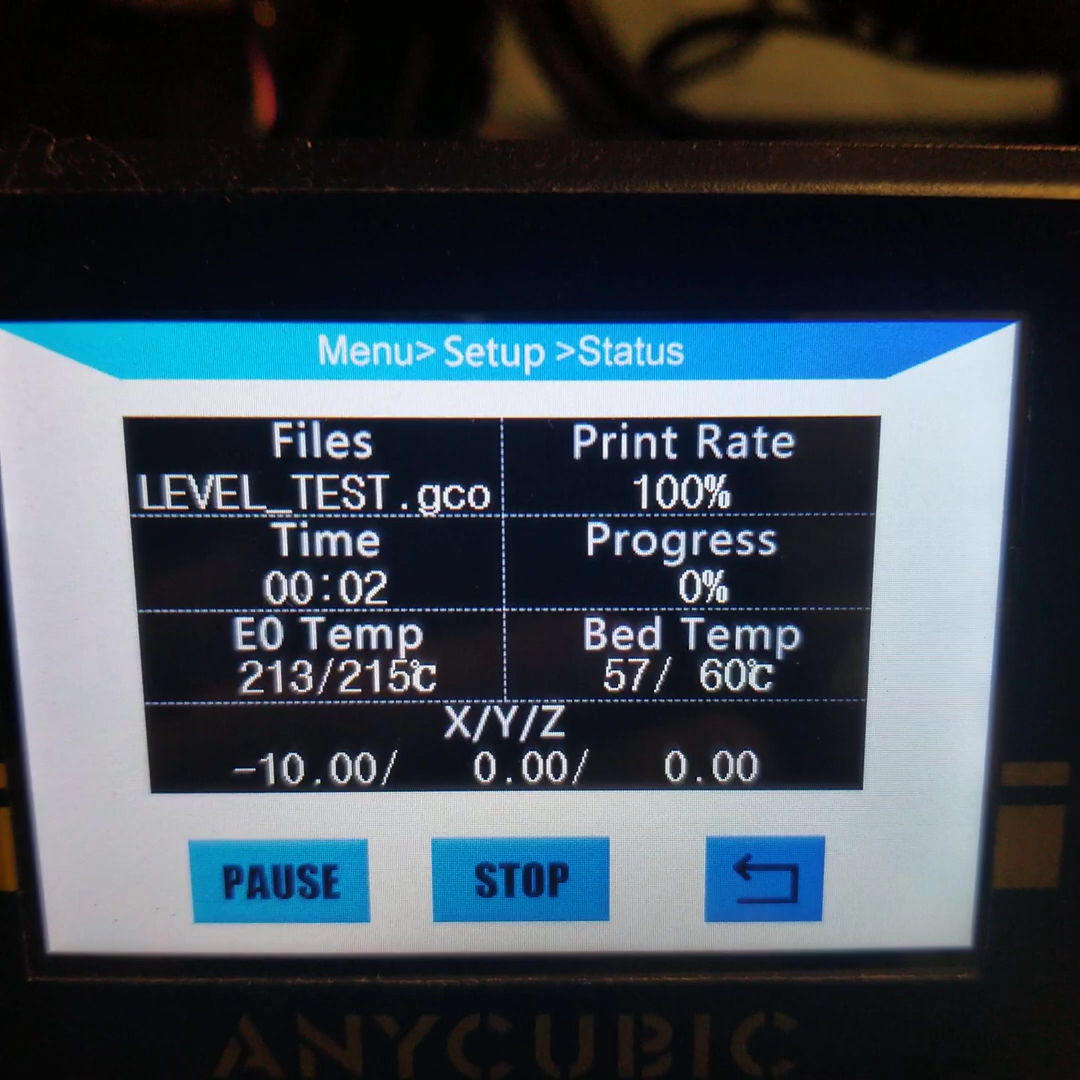 Menu> Setup >Status
Files
Print Rate
LEVEL_TEST.gco
100%
Time
Progress
00:02
0%
E0 Temp
Bed Temp
213/215℃
57/ 60℃
X/Y/Z
-10.00/ 0.00/ 0.00
PAUSE
STOP
ANYCUBIC